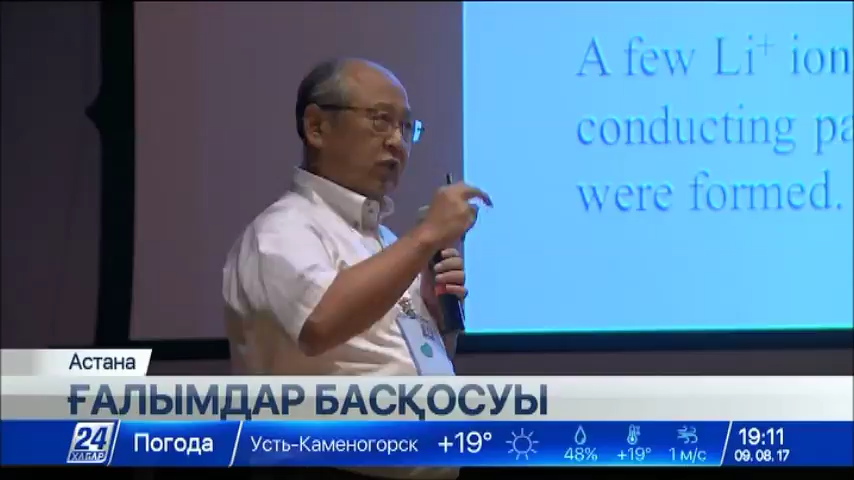 A few Li⁺ ion
conducting pa
were formed.
Астана
ҒАЛЫМДАР БАСҚОСУЫ
24 ХАБАР Погода Усть-Каменогорск +19° 48% +19° 1 м/с 19:11
09.08.17